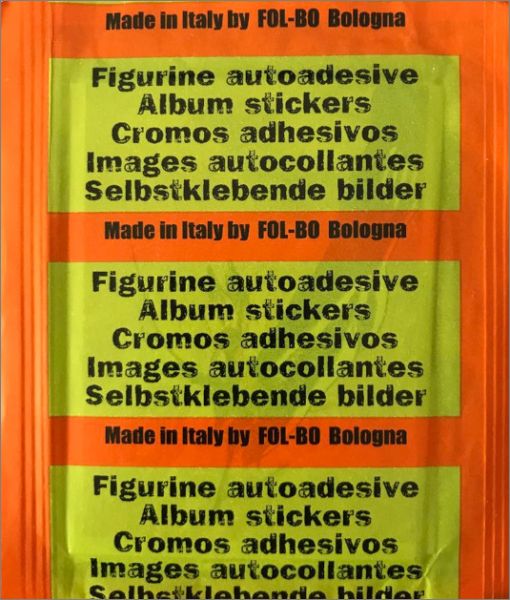 Made in Italy by FOL-BO Bologna
Figurine autoadesive
Album stickers
Cromos adhesivos
Images autocollantes
Selbstklebende bilder
Made in Italy by FOL-BO Bologna
Figurine autoadesive
Album stickers
Cromos adhesivos
Images autocollantes
Selbstklebende bilder
Made in Italy by FOL-BO Bologna
Figurine autoadesive
Album stickers
Cromos adhesivos
Images autocollantes
Selbstklebende bilder